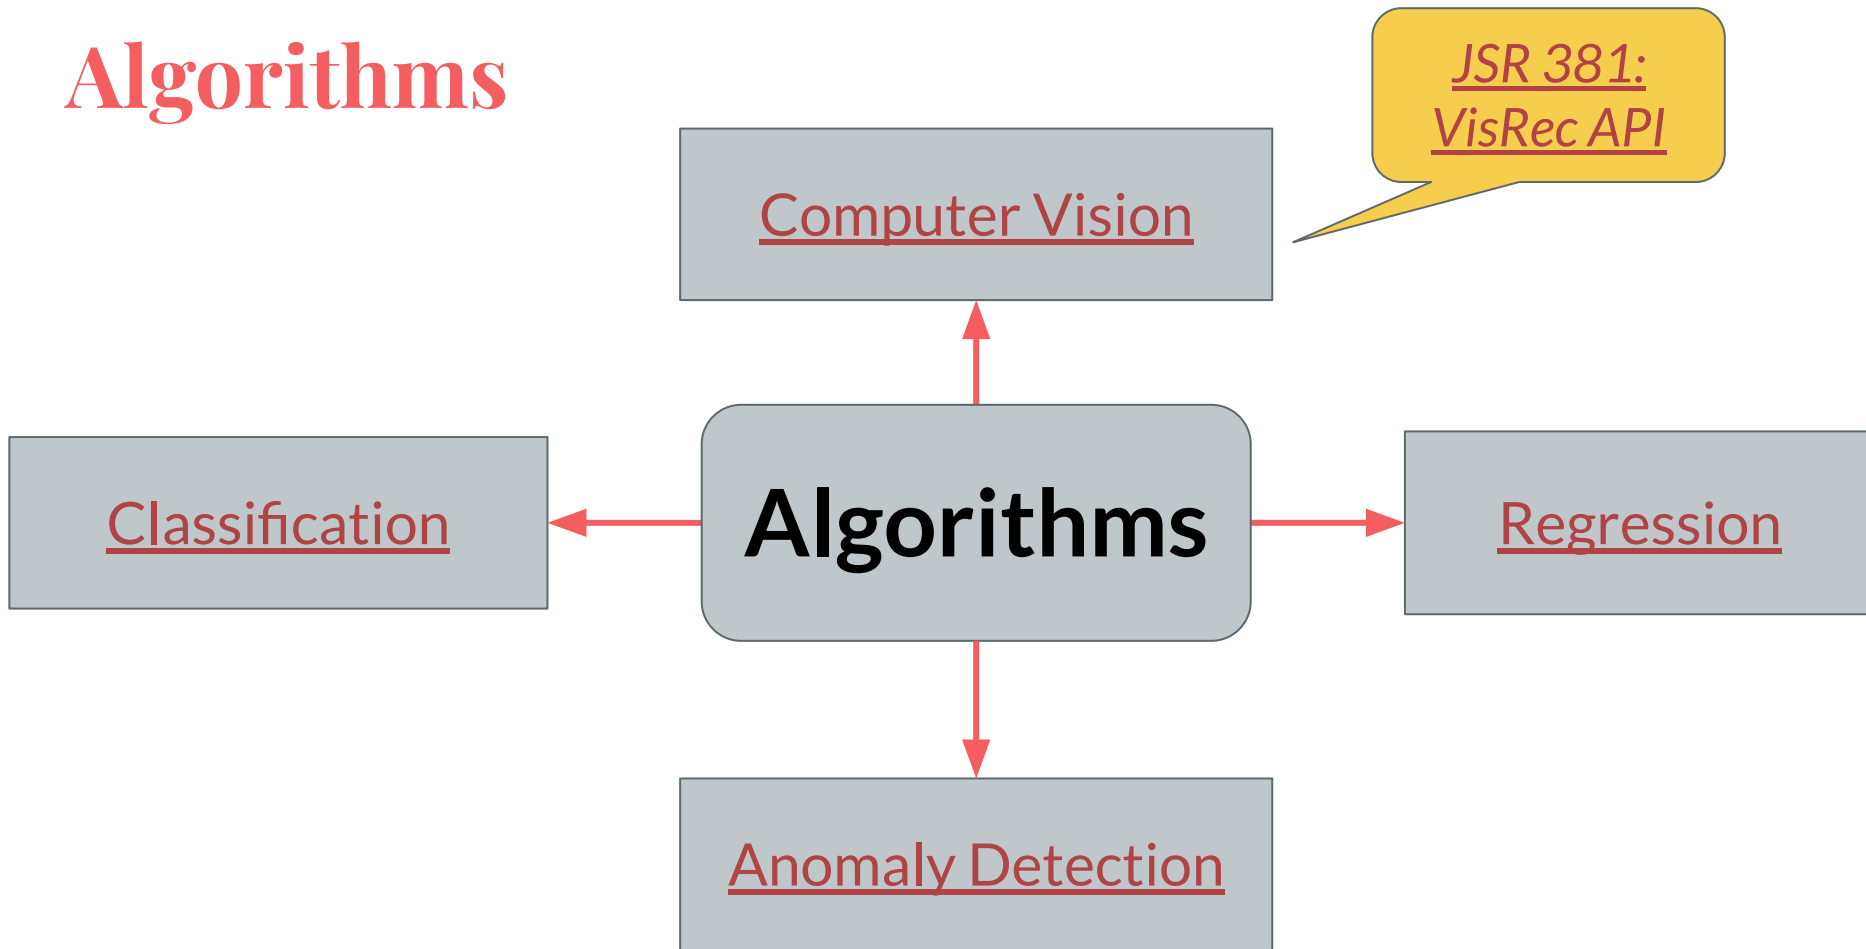 Algorithms
JSR 381:
VisRec API
Computer Vision
Classification
Algorithms
Regression
Anomaly Detection